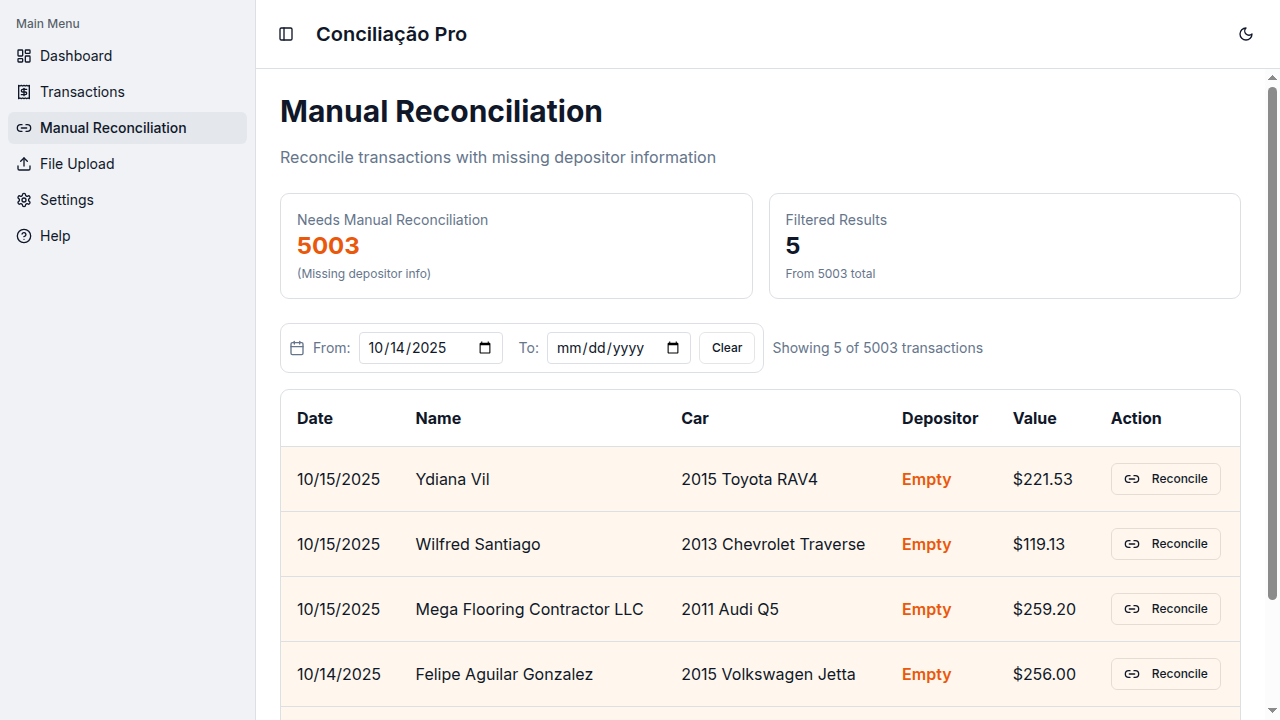 Main Menu
Dashboard
Transactions
Manual Reconciliation
File Upload
Settings
Help
Conciliação Pro
Manual Reconciliation
Reconcile transactions with missing depositor information
Needs Manual Reconciliation
5003
(Missing depositor info)
Filtered Results
5
From 5003 total
From: 10/14/2025 To: mm/dd/yyyy Clear Showing 5 of 5003 transactions
Date Name Car Depositor Value Action
10/15/2025 Ydiana Vil 2015 Toyota RAV4 Empty $221.53 Reconcile
10/15/2025 Wilfred Santiago 2013 Chevrolet Traverse Empty $119.13 Reconcile
10/15/2025 Mega Flooring Contractor LLC 2011 Audi Q5 Empty $259.20 Reconcile
10/14/2025 Felipe Aguilar Gonzalez 2015 Volkswagen Jetta Empty $256.00 Reconcile